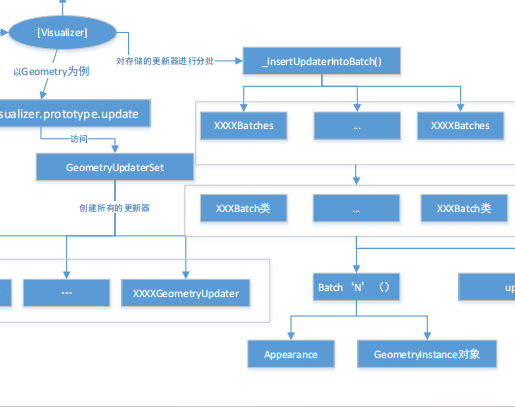 [Visualizer]
对存储的更新器进行分批
_insertUpdaterIntoBatch()
以Geometry为例
sualizer.prototype.update
XXXXBatches
...
XXXXBatches
访问
GeometryUpdaterSet
创建所有的更新器
XXXBatch类
...
XXXBatch类
...
XXXXGeometryUpdater
Batch‘N’（）
up
Appearance
GeometryInstance对象